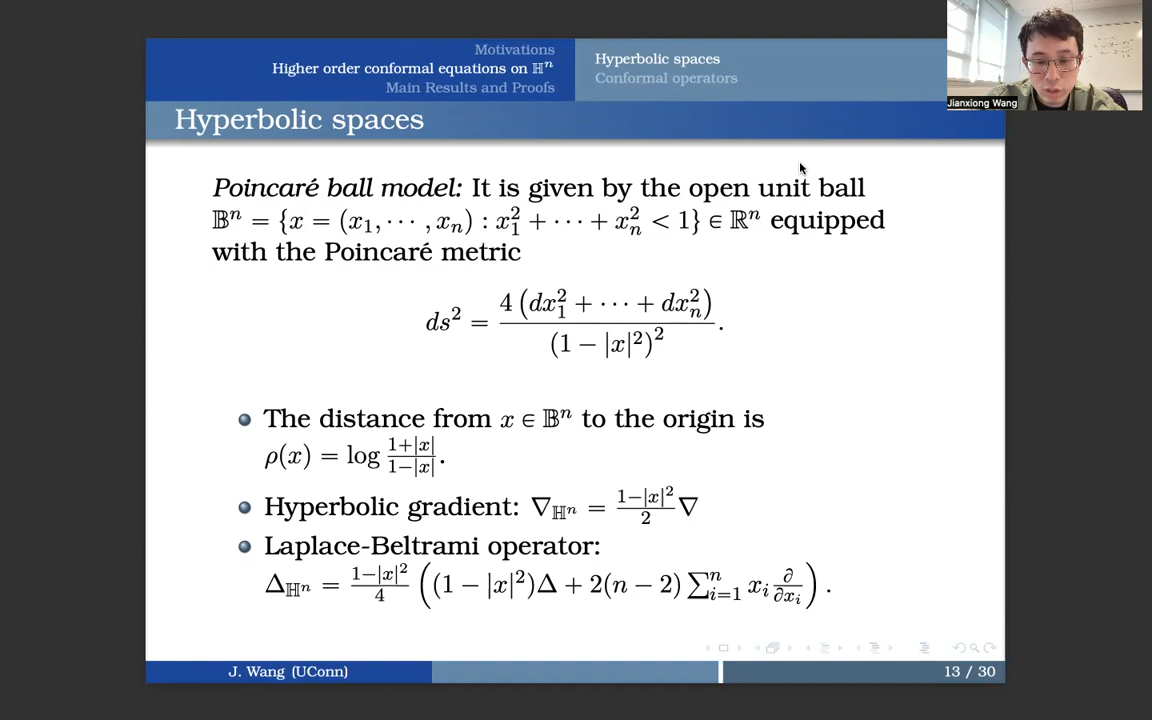 Motivations
Higher order conformal equations on ℍⁿ
Main Results and Proofs
Hyperbolic spaces
Conformal operators
Jianxiong Wang
Hyperbolic spaces
Poincaré ball model: It is given by the open unit ball
𝔹ⁿ = {x = (x₁, ⋯ , xₙ) : x₁² + ⋯ + xₙ² < 1} ∈ ℝⁿ equipped
with the Poincaré metric
ds² = 4 (dx₁² + ⋯ + dxₙ²) / (1 − |x|²)² .
The distance from x ∈ 𝔹ⁿ to the origin is
ρ(x) = log (1+|x|)/(1−|x|) .
Hyperbolic gradient: ∇_ℍⁿ = (1−|x|²)/2 ∇
Laplace-Beltrami operator:
Δ_ℍⁿ = (1−|x|²)/4 ((1 − |x|²)Δ + 2(n − 2) ∑ⁿᵢ₌₁ xᵢ ∂/∂xᵢ) .
J. Wang (UConn)
13 / 30